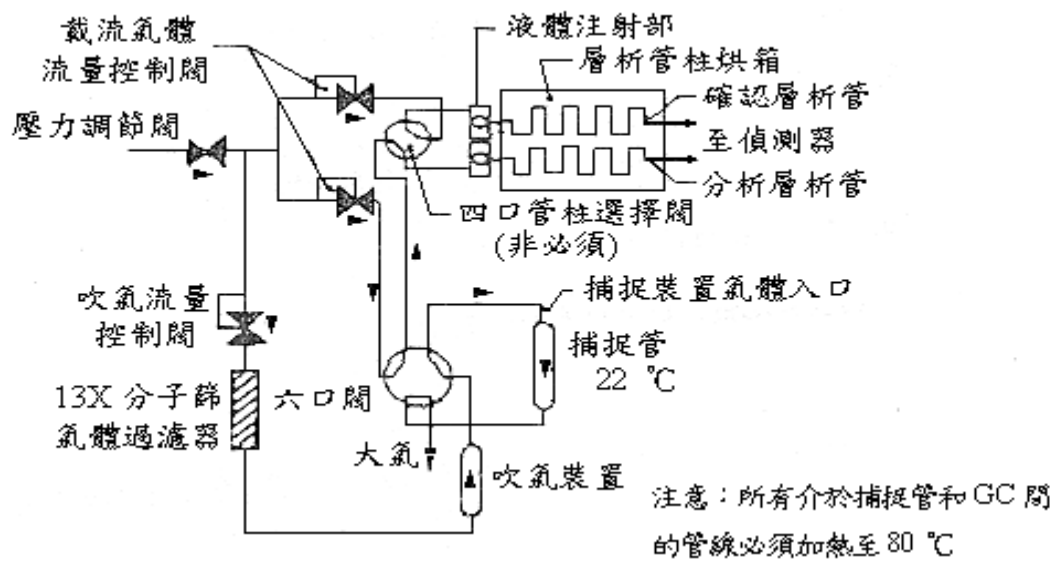 載流氣體
流量控制閥
液體注射部
層析管柱烘箱
確認層析管
壓力調節閥
至偵測器
分析層析管
四口管柱選擇閥
(非必須)
吹氣流量
控制閥
捕捉裝置氣體入口
捕捉管
22 ℃
13X 分子篩
氣體過濾器
六口閥
大氣
吹氣裝置
注意：所有介於捕捉管和 GC 間
的管線必須加熱至 80 ℃